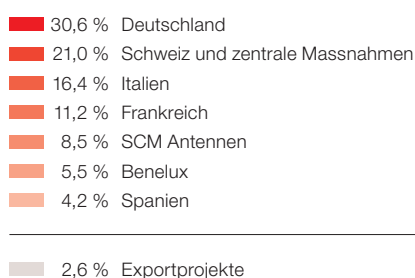 30,6 % Deutschland
21,0 % Schweiz und zentrale Massnahmen
16,4 % Italien
11,2 % Frankreich
8,5 % SCM Antennen
5,5 % Benelux
4,2 % Spanien
2,6 % Exportprojekte